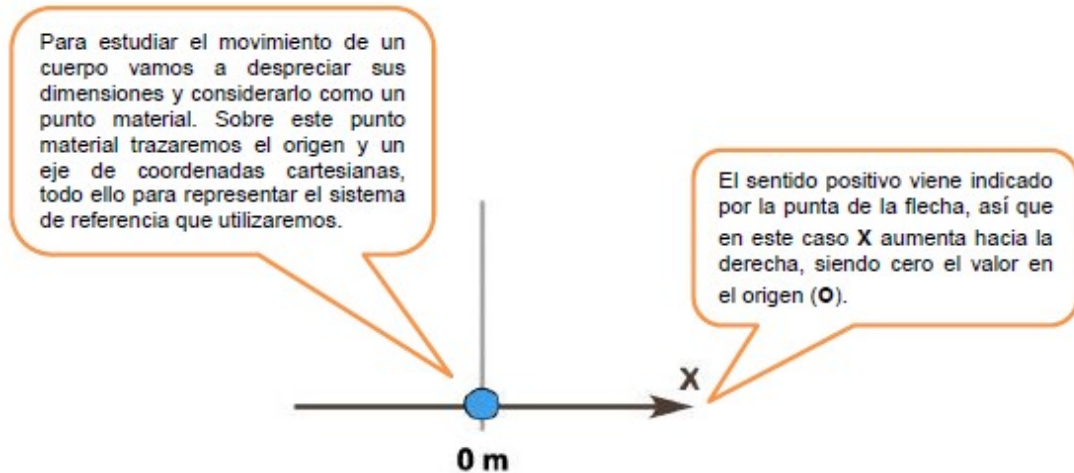 Para estudiar el movimiento de un
cuerpo vamos a despreciar sus
dimensiones y considerarlo como un
punto material. Sobre este punto
material trazaremos el origen y un
eje de coordenadas cartesianas,
todo ello para representar el sistema
de referencia que utilizaremos.
El sentido positivo viene indicado
por la punta de la flecha, así que
en este caso X aumenta hacia la
derecha, siendo cero el valor en
el origen (O).
X
0 m